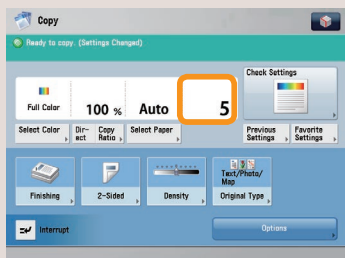 Copy
Ready to copy. (Settings Changed)
Check Settings
Full Color
100 %
Auto
5
Select Color
Dir-
ect
Copy
Ratio
Select Paper
Previous
Settings
Favorite
Settings
Finishing
2-Sided
Density
Text/Photo/
Map
Original Type
Interrupt
Options